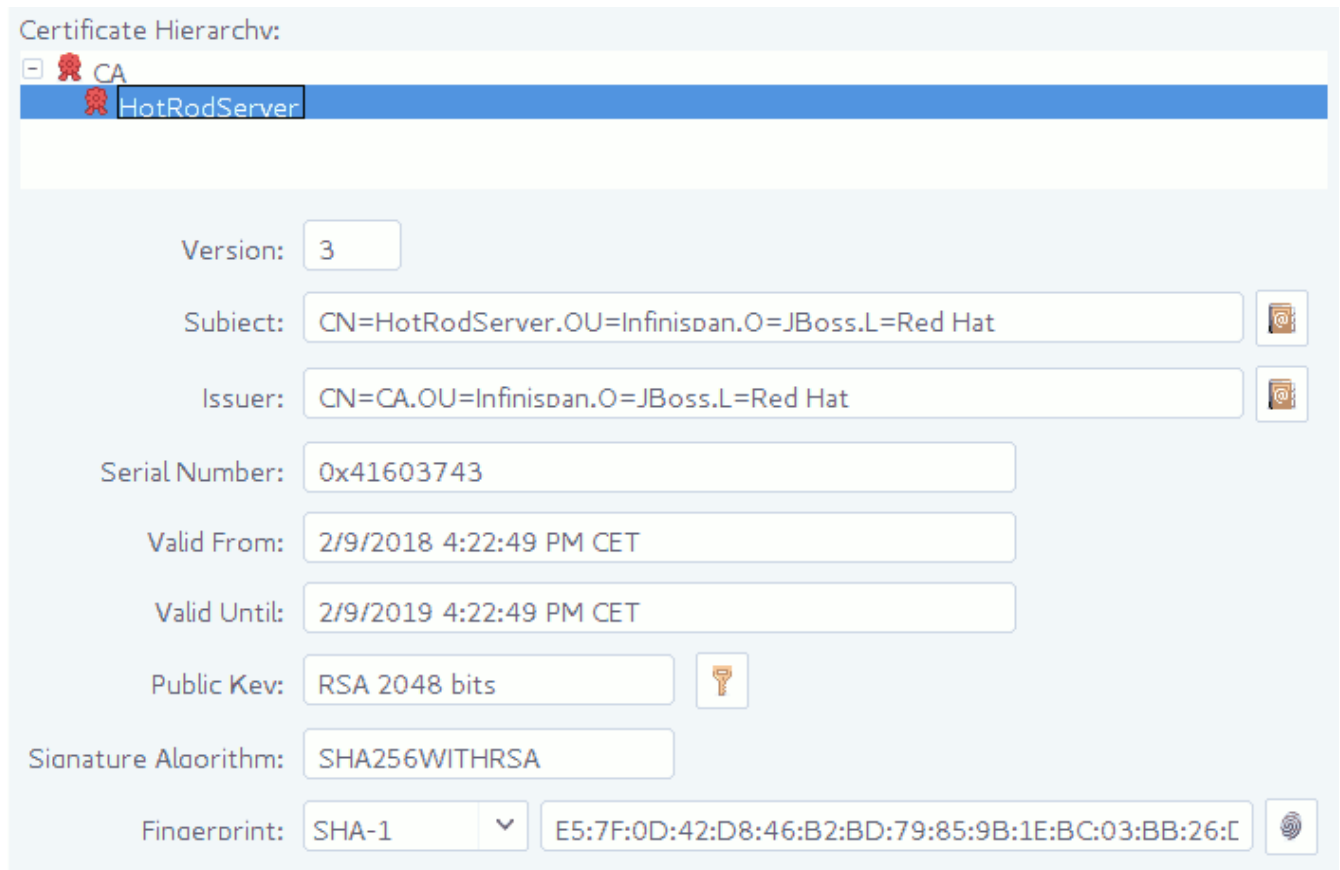 Certificate Hierarchy:
CA
HotRodServer
Version: 3
Subject: CN=HotRodServer,OU=Infinispan,O=JBoss,L=Red Hat
Issuer: CN=CA,OU=Infinispan,O=JBoss,L=Red Hat
Serial Number: 0x41603743
Valid From: 2/9/2018 4:22:49 PM CET
Valid Until: 2/9/2019 4:22:49 PM CET
Public Key: RSA 2048 bits
Signature Algorithm: SHA256WITHRSA
Fingerprint: SHA-1 E5:7F:0D:42:D8:46:B2:BD:79:85:9B:1E:BC:03:BB:26: